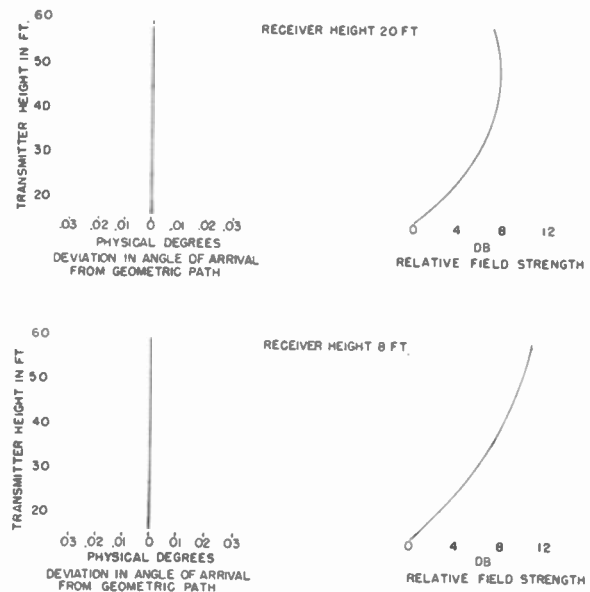 TRANSMITTER HEIGHT IN FT.
60
50
40
30
20
RECEIVER HEIGHT 20 FT
.03 .02 .01 0 .01 .02 .03
PHYSICAL DEGREES
DEVIATION IN ANGLE OF ARRIVAL
FROM GEOMETRIC PATH
0 4 8 12
DB
RELATIVE FIELD STRENGTH
TRANSMITTER HEIGHT IN FT
60
50
40
30
20
RECEIVER HEIGHT 8 FT.
.03 .02 .01 0 .01 .02 .03
PHYSICAL DEGREES
DEVIATION IN ANGLE OF ARRIVAL
FROM GEOMETRIC PATH
0 4 8 12
DB
RELATIVE FIELD STRENGTH